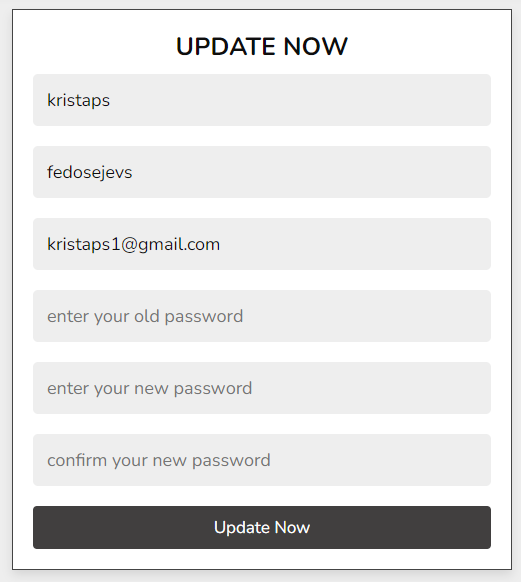 UPDATE NOW
kristaps
fedosejevs
kristaps1@gmail.com
enter your old password
enter your new password
confirm your new password
Update Now